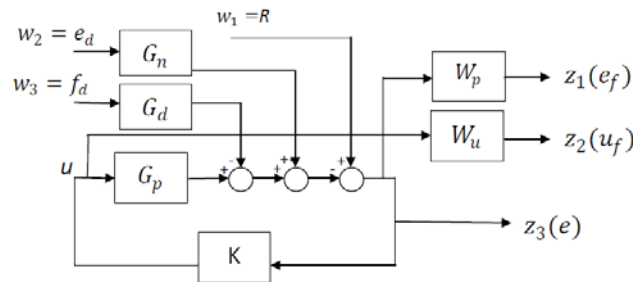 w₁ = R
w₂ = e_d
G_n
W_p
z₁(e_f)
w₃ = f_d
G_d
W_u
z₂(u_f)
- + +
u
G_p
+ + -
z₃(e)
K